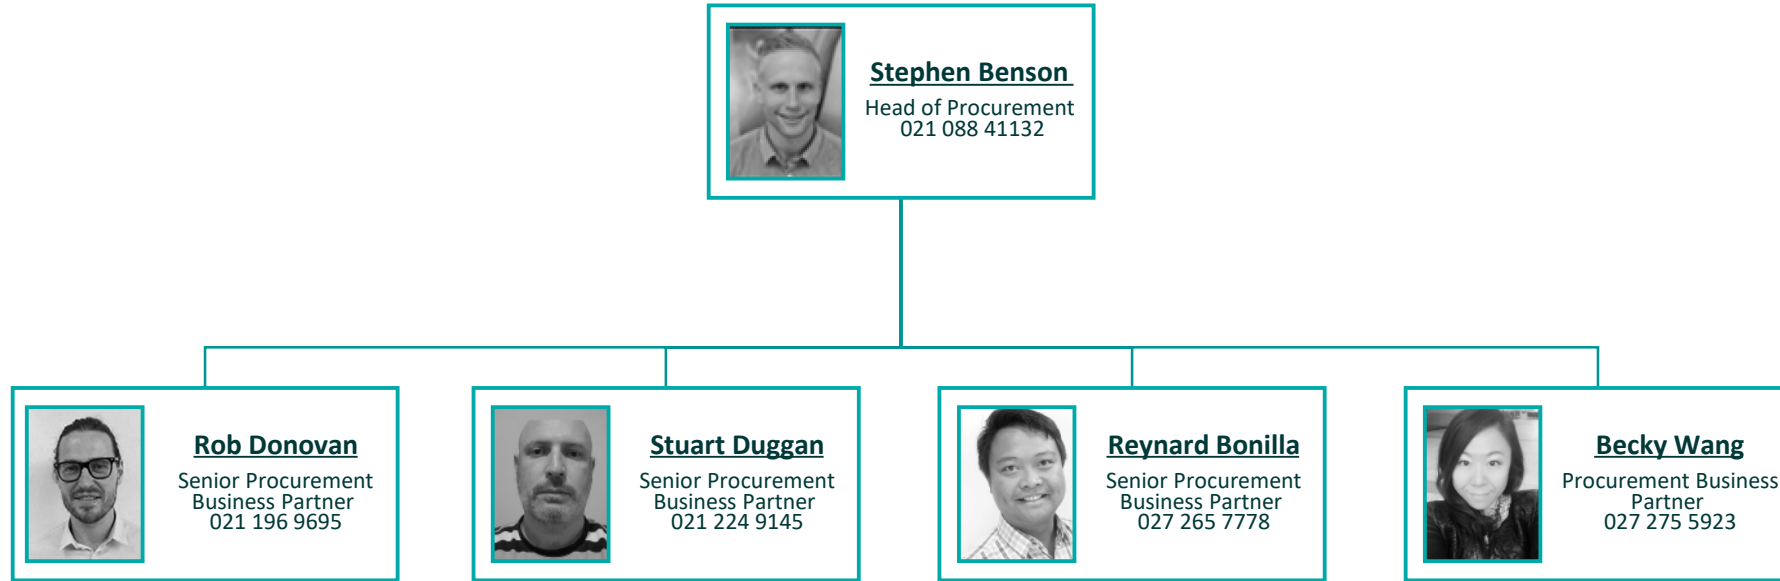 Stephen Benson
Head of Procurement
021 088 41132
Rob Donovan
Senior Procurement
Business Partner
021 196 9695
Stuart Duggan
Senior Procurement
Business Partner
021 224 9145
Reynard Bonilla
Senior Procurement
Business Partner
027 265 7778
Becky Wang
Procurement Business
Partner
027 275 5923